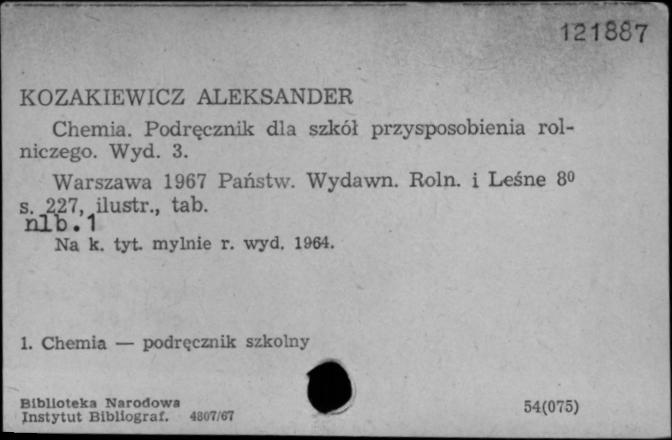 121887
KOZAKIEWICZ ALEKSANDER
Chemia. Podręcznik dla szkół przysposobienia rol-
niczego. Wyd. 3.
Warszawa 1967 Państw. Wydawn. Roln. i Leśne 8⁰
s. 227, ilustr., tab.
nlb.1
Na k. tyt. mylnie r. wyd. 1964.
1. Chemia — podręcznik szkolny
Biblioteka Narodowa
Instytut Bibliograf. 4807/67
54(075)